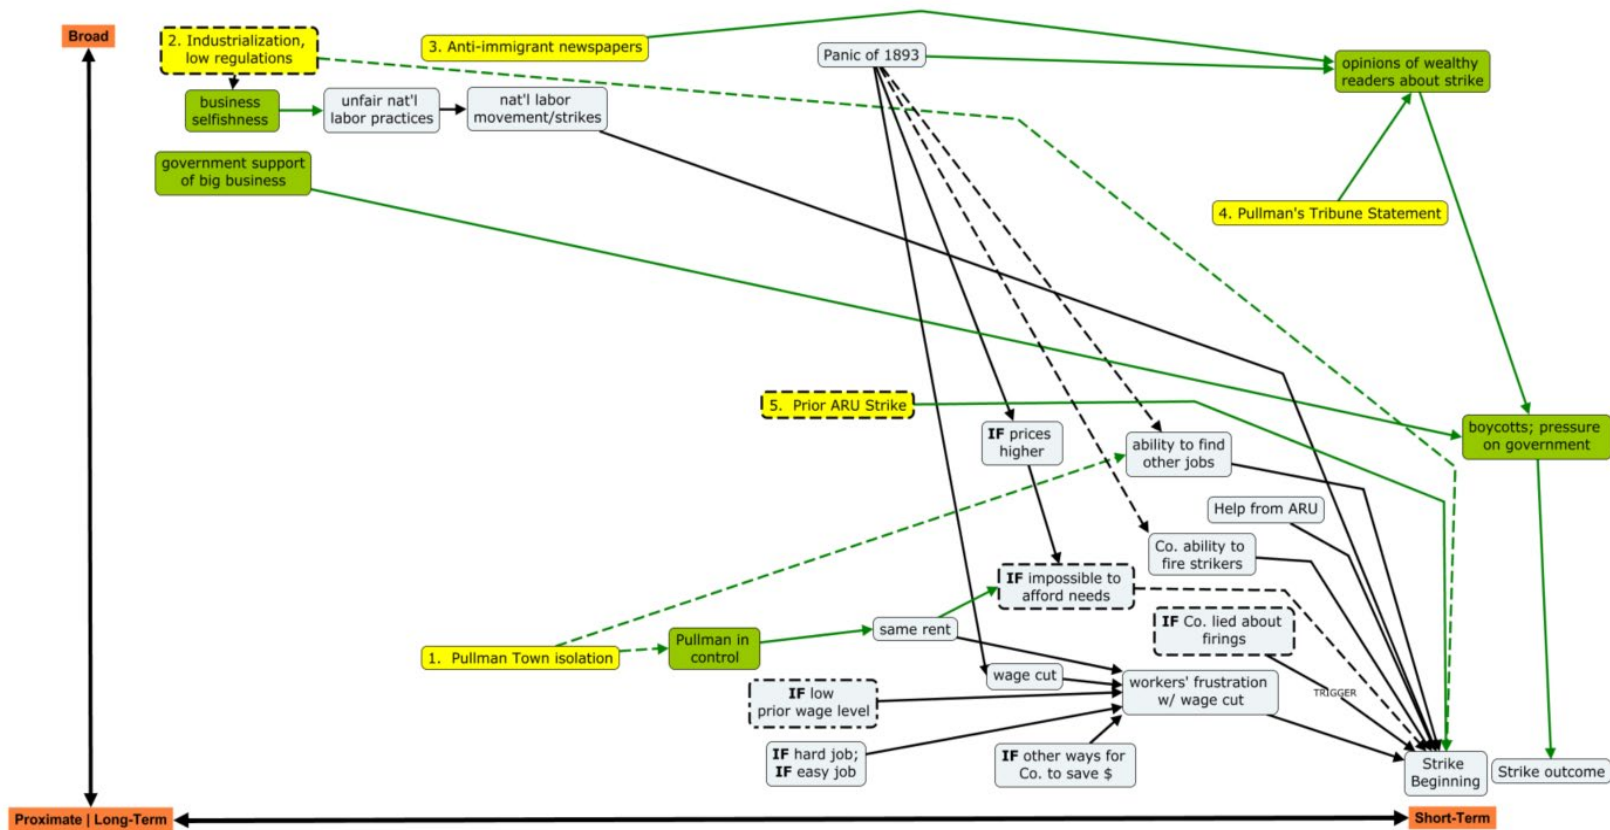 Broad
2. Industrialization,
low regulations
3. Anti-immigrant newspapers
Panic of 1893
opinions of wealthy
readers about strike
business
selfishness
unfair nat'l
labor practices
nat'l labor
movement/strikes
government support
of big business
4. Pullman's Tribune Statement
5. Prior ARU Strike
IF prices
higher
ability to find
other jobs
boycotts; pressure
on government
Help from ARU
Co. ability to
fire strikers
IF impossible to
afford needs
IF Co. lied about
firings
same rent
Pullman in
control
1. Pullman Town isolation
wage cut
workers' frustration
w/ wage cut
TRIGGER
IF low
prior wage level
IF hard job;
IF easy job
IF other ways for
Co. to save $
Strike
Beginning
Strike outcome
Proximate | Long-Term
Short-Term